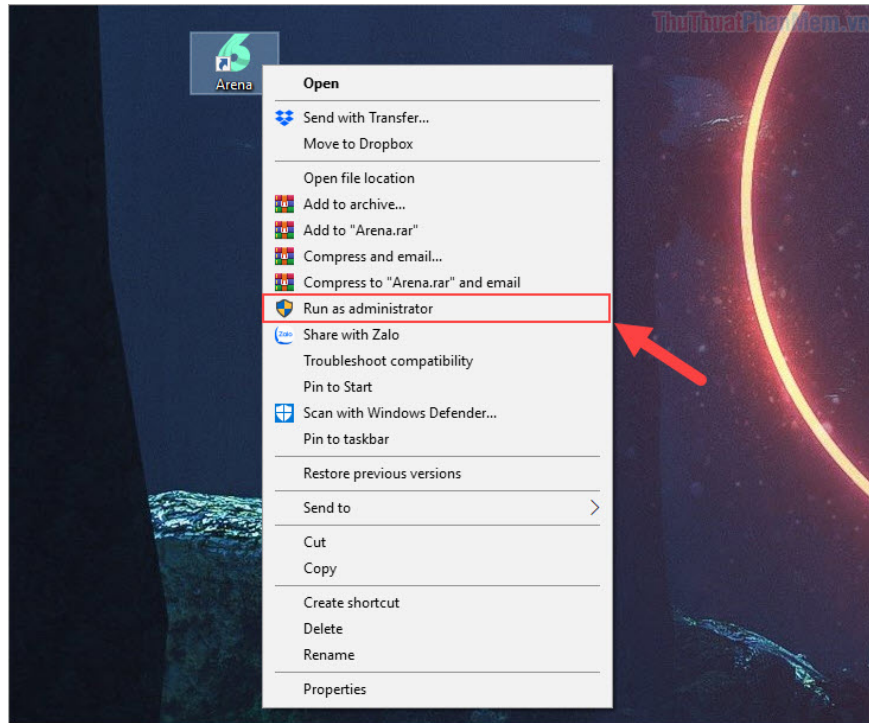 ThuThuatPhanMem.vn
Arena
Open
Send with Transfer...
Move to Dropbox
Open file location
Add to archive...
Add to "Arena.rar"
Compress and email...
Compress to "Arena.rar" and email
Run as administrator
Zalo
Share with Zalo
Troubleshoot compatibility
Pin to Start
Scan with Windows Defender...
Pin to taskbar
Restore previous versions
Send to
Cut
Copy
Create shortcut
Delete
Rename
Properties